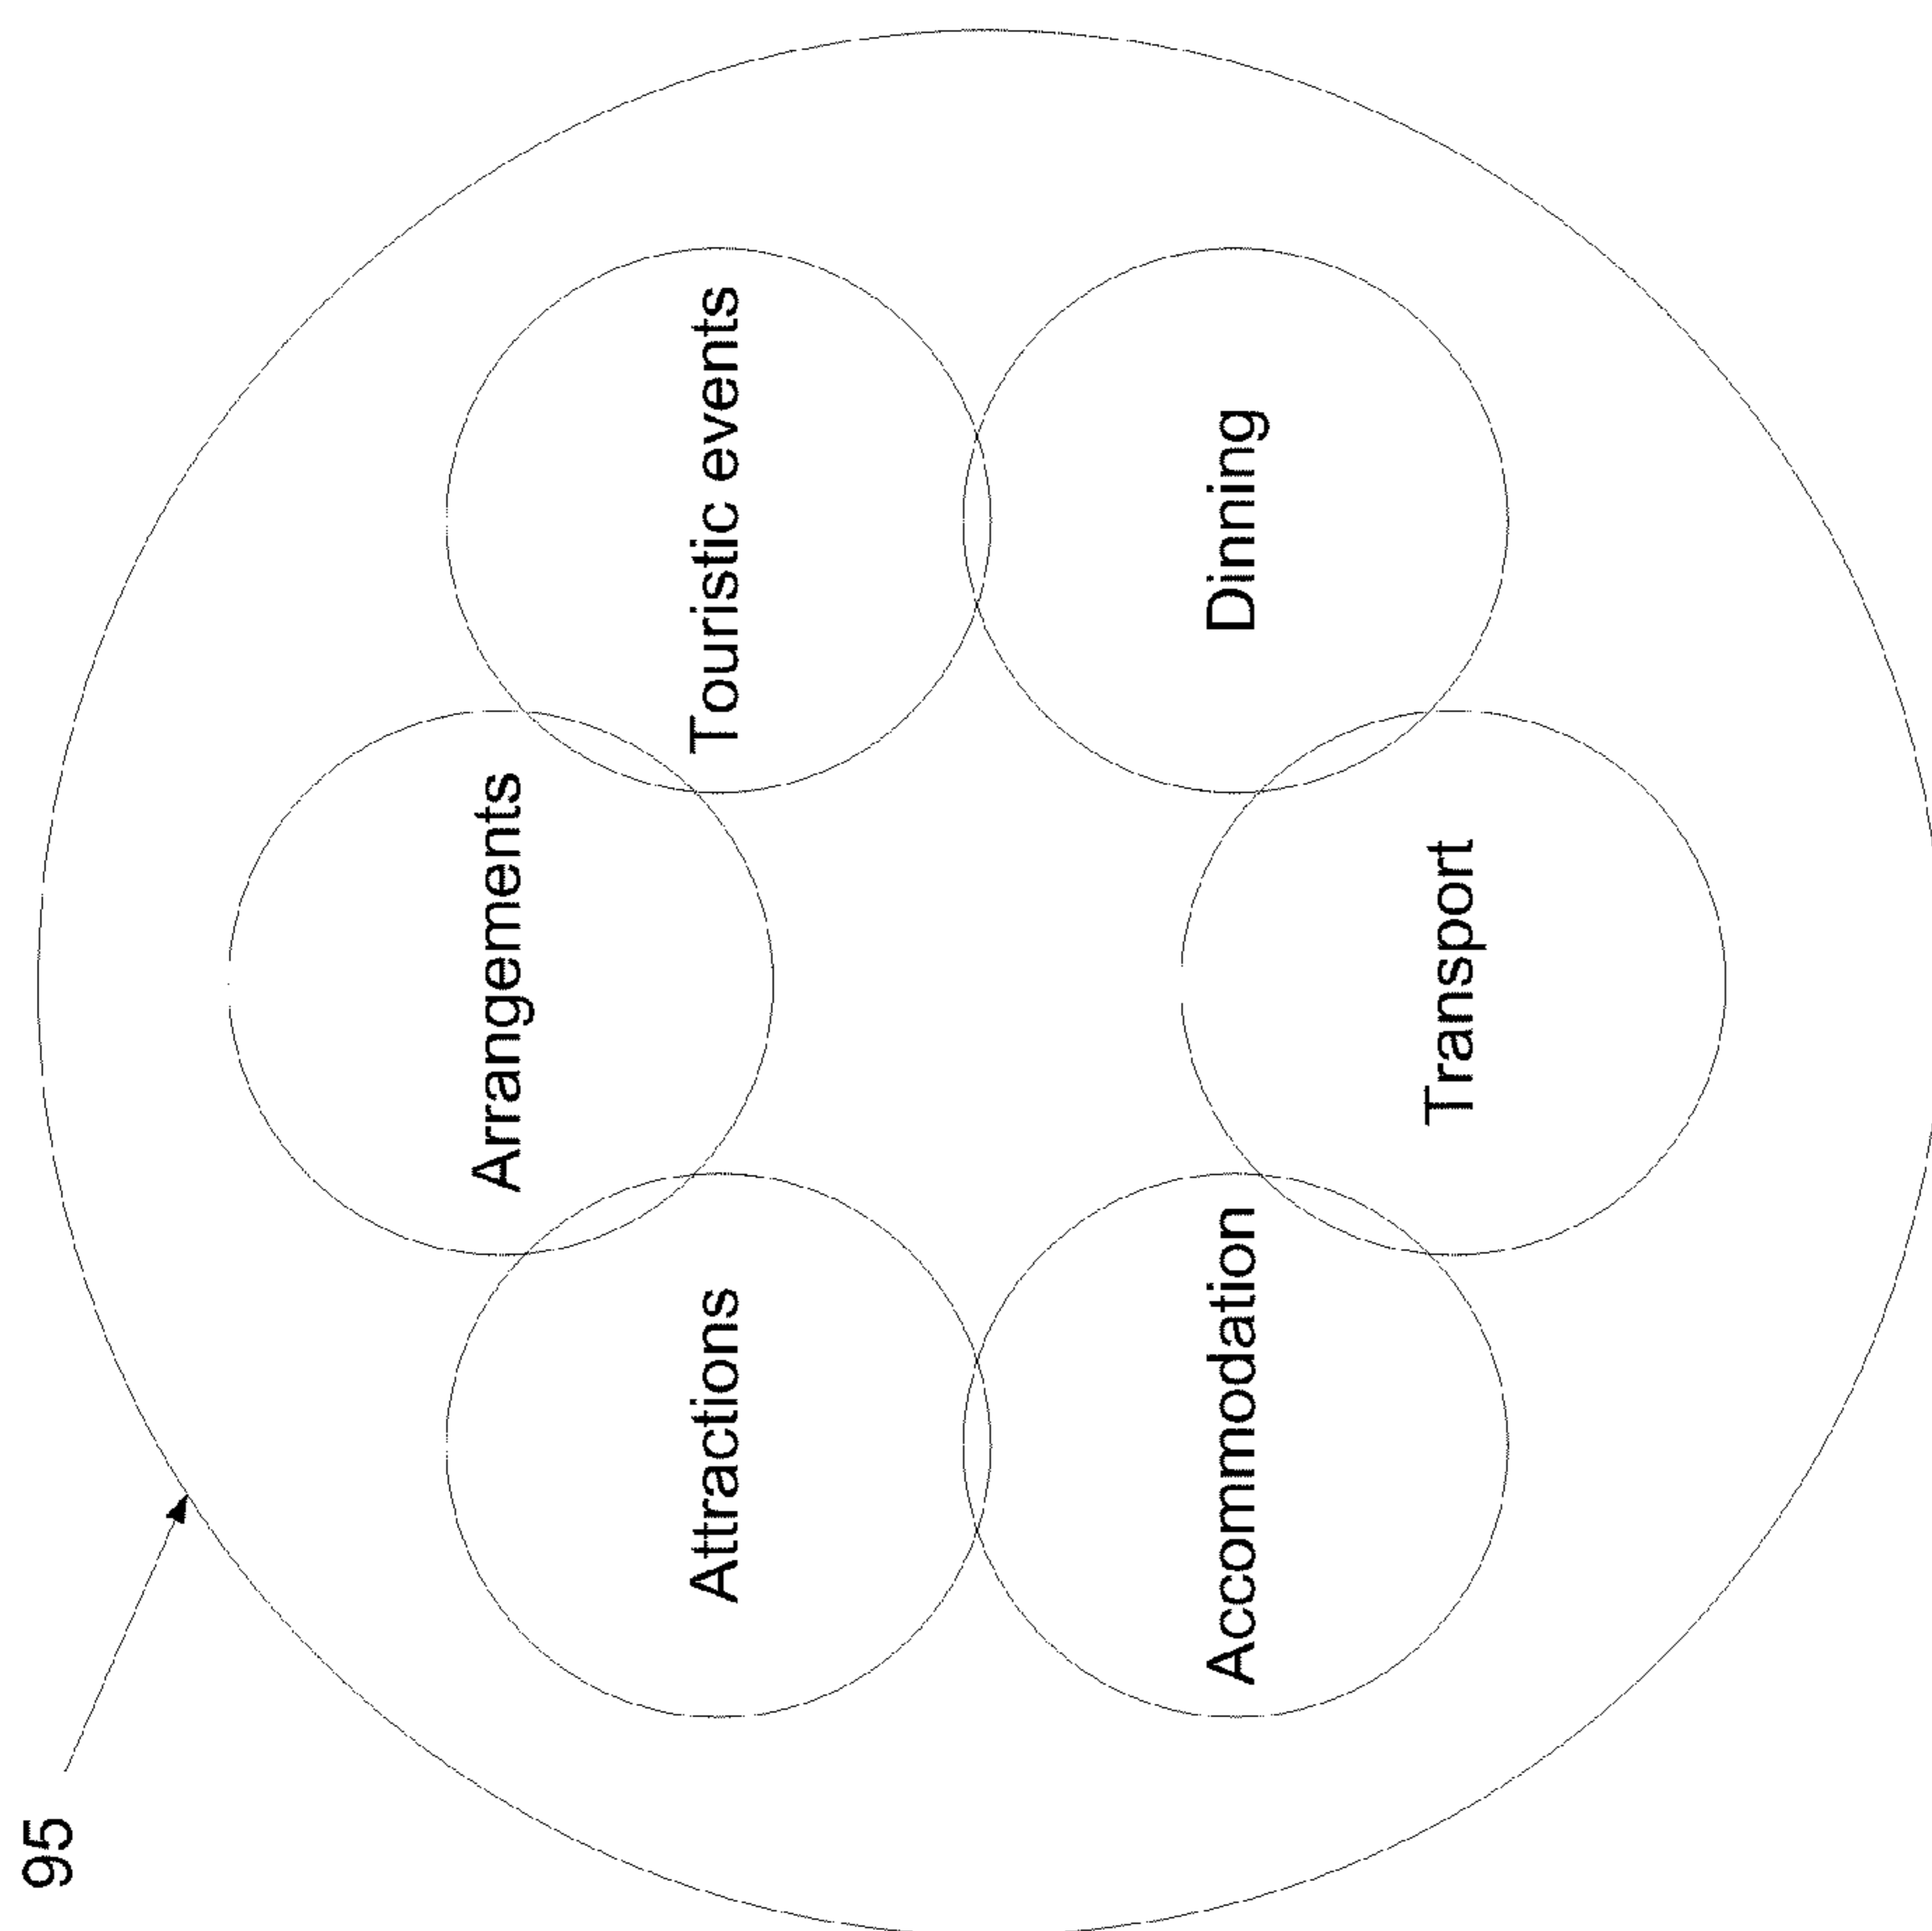 95
Arrangements
Attractions
Touristic events
Accommodation
Dinning
Transport